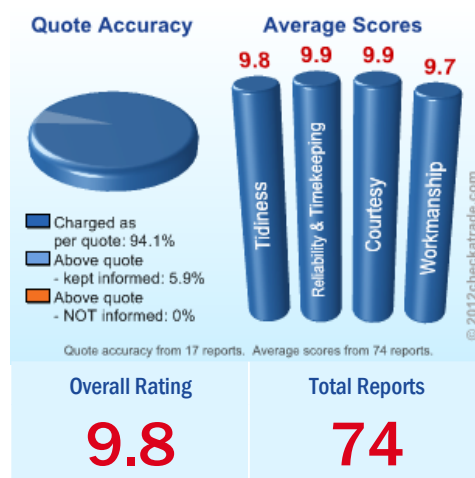 Quote Accuracy
Average Scores
9.8
9.9
9.9
9.7
Tidiness
Reliability & Timekeeping
Courtesy
Workmanship
Charged as
per quote: 94.1%
Above quote
- kept informed: 5.9%
Above quote
- NOT informed: 0%
© 2012checkatrade.com
Quote accuracy from 17 reports. Average scores from 74 reports.
Overall Rating
Total Reports
9.8
74